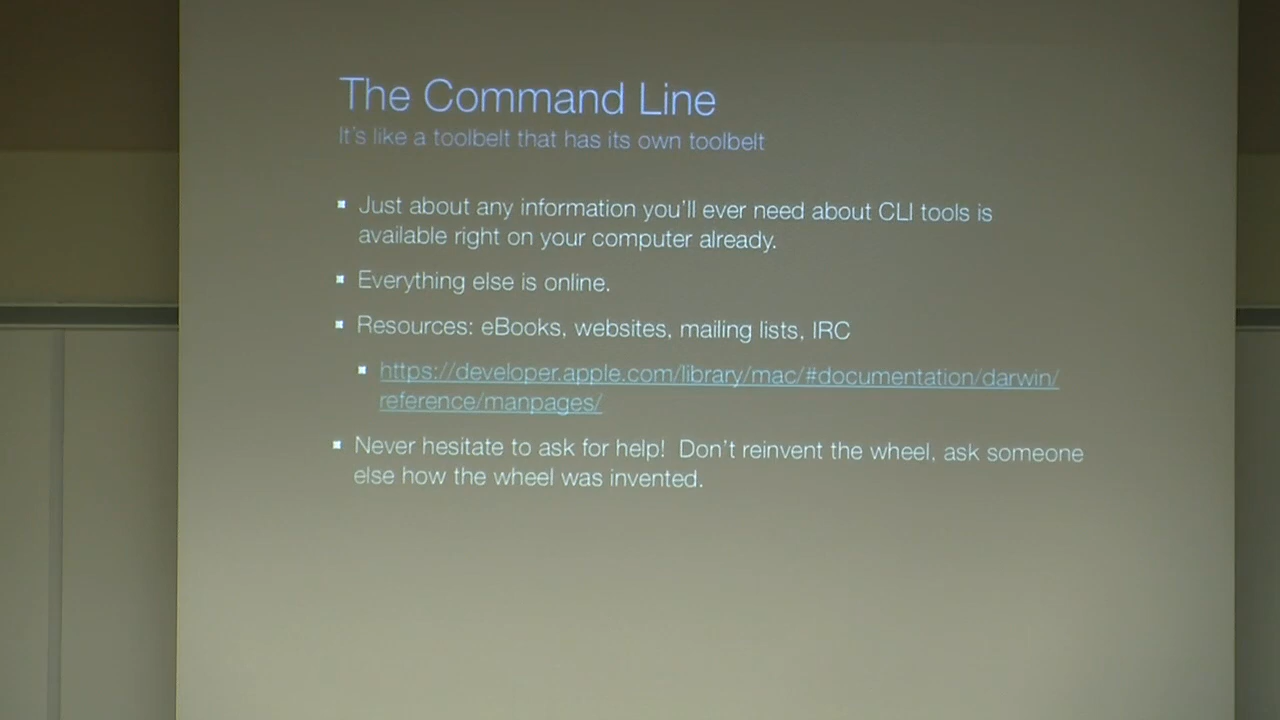 The Command Line
It's like a toolbelt that has its own toolbelt
Just about any information you'll ever need about CLI tools is
available right on your computer already.
Everything else is online.
Resources: eBooks, websites, mailing lists, IRC
https://developer.apple.com/library/mac/#documentation/darwin/
reference/manpages/
Never hesitate to ask for help!  Don't reinvent the wheel, ask someone
else how the wheel was invented.